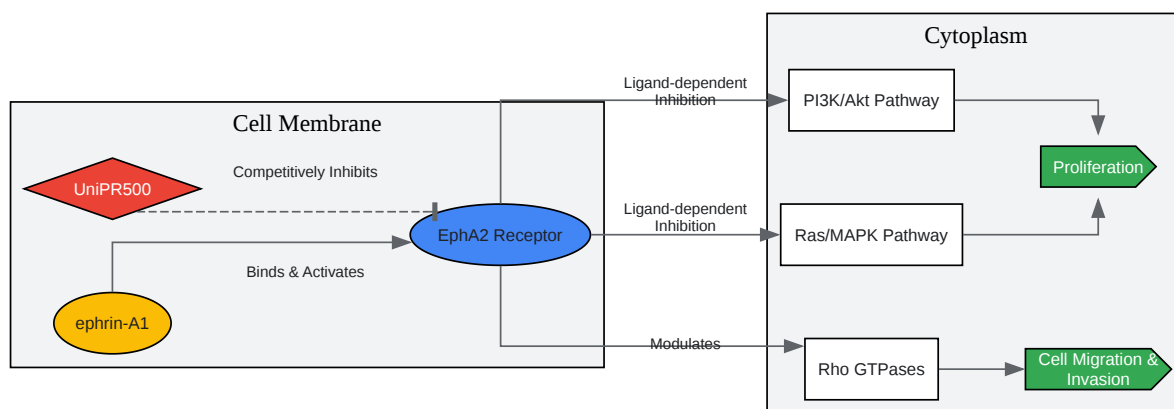 Cytoplasm
Ligand-dependent
Inhibition
PI3K/Akt Pathway
Cell Membrane
Proliferation
UniPR500
Competitively Inhibits
Ligand-dependent
Inhibition
EphA2 Receptor
Ras/MAPK Pathway
Binds & Activates
ephrin-A1
Modulates
Rho GTPases
Cell Migration &
Invasion